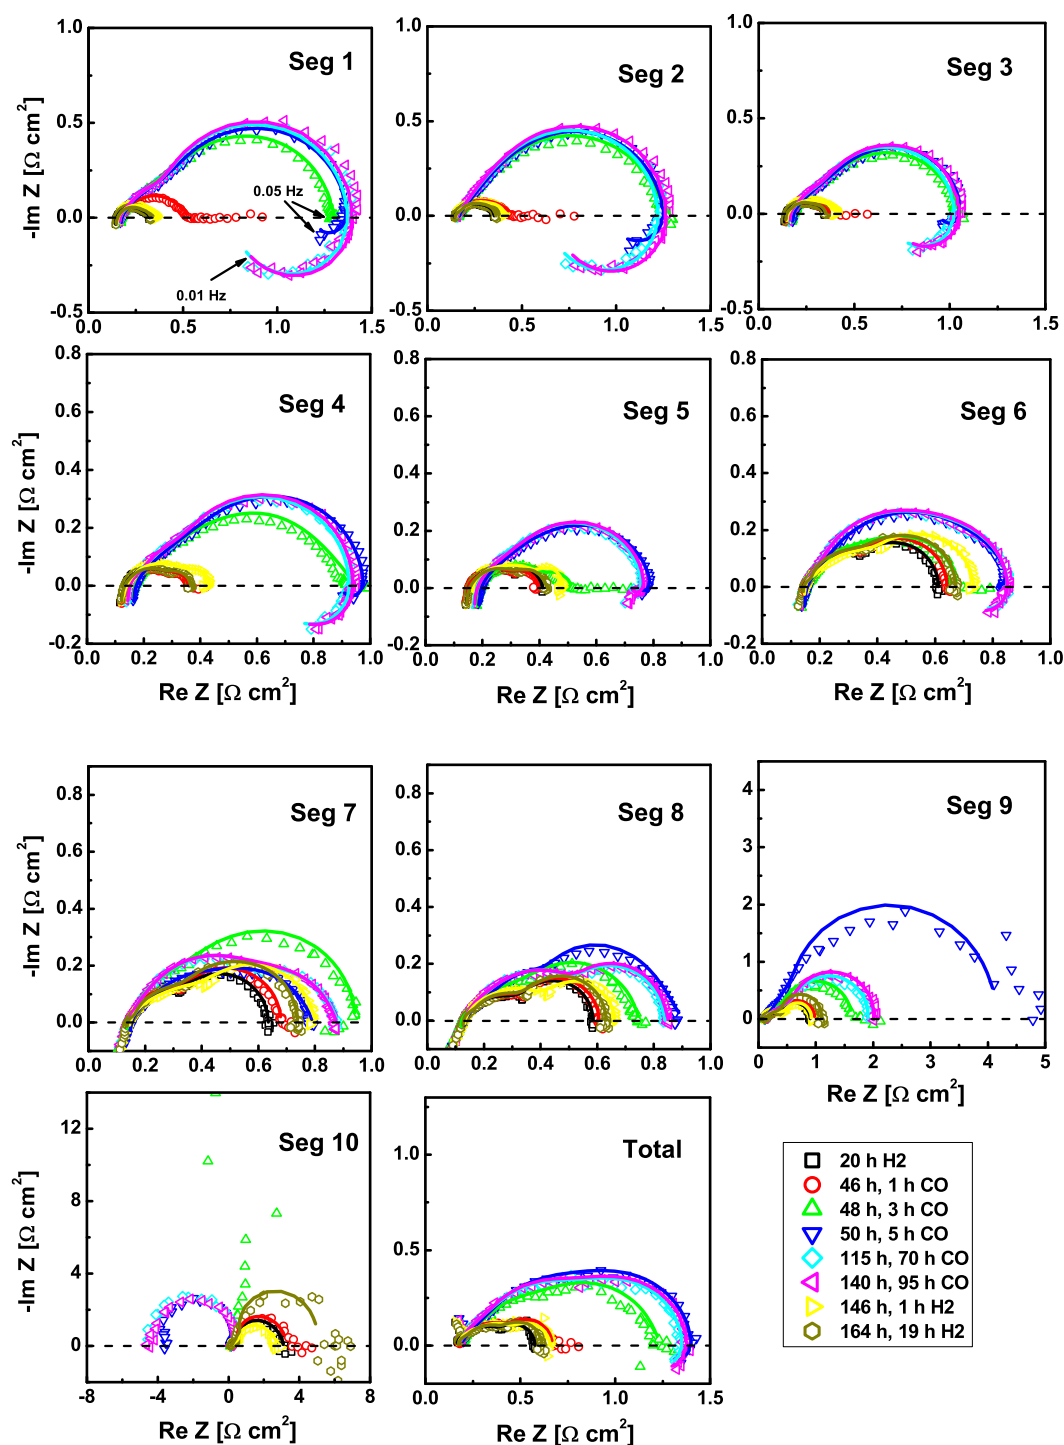 1.0
0.5
0.0
-0.5
-Im Z [Ω cm²]
Seg 1
0.05 Hz
0.01 Hz
0.0 0.5 1.0 1.5
1.0
0.5
0.0
-0.5
Seg 2
0.0 0.5 1.0 1.5
1.0
0.5
0.0
-0.5
Seg 3
0.0 0.5 1.0 1.5
0.8
0.6
0.4
0.2
0.0
-0.2
-Im Z [Ω cm²]
Seg 4
0.0 0.2 0.4 0.6 0.8 1.0
Re Z [Ω cm²]
0.8
0.6
0.4
0.2
0.0
-0.2
Seg 5
0.0 0.2 0.4 0.6 0.8 1.0
Re Z [Ω cm²]
0.8
0.6
0.4
0.2
0.0
-0.2
Seg 6
0.0 0.2 0.4 0.6 0.8 1.0
Re Z [Ω cm²]
0.8
0.6
0.4
0.2
0.0
-Im Z [Ω cm²]
Seg 7
0.0 0.2 0.4 0.6 0.8 1.0
0.8
0.6
0.4
0.2
0.0
Seg 8
0.0 0.2 0.4 0.6 0.8 1.0
4
3
2
1
0
Seg 9
0 1 2 3 4 5
Re Z [Ω cm²]
12
8
4
0
-Im Z [Ω cm²]
Seg 10
-8 -4 0 4 8
Re Z [Ω cm²]
1.0
0.5
0.0
Total
0.0 0.5 1.0 1.5
Re Z [Ω cm²]
20 h H2
46 h, 1 h CO
48 h, 3 h CO
50 h, 5 h CO
115 h, 70 h CO
140 h, 95 h CO
146 h, 1 h H2
164 h, 19 h H2